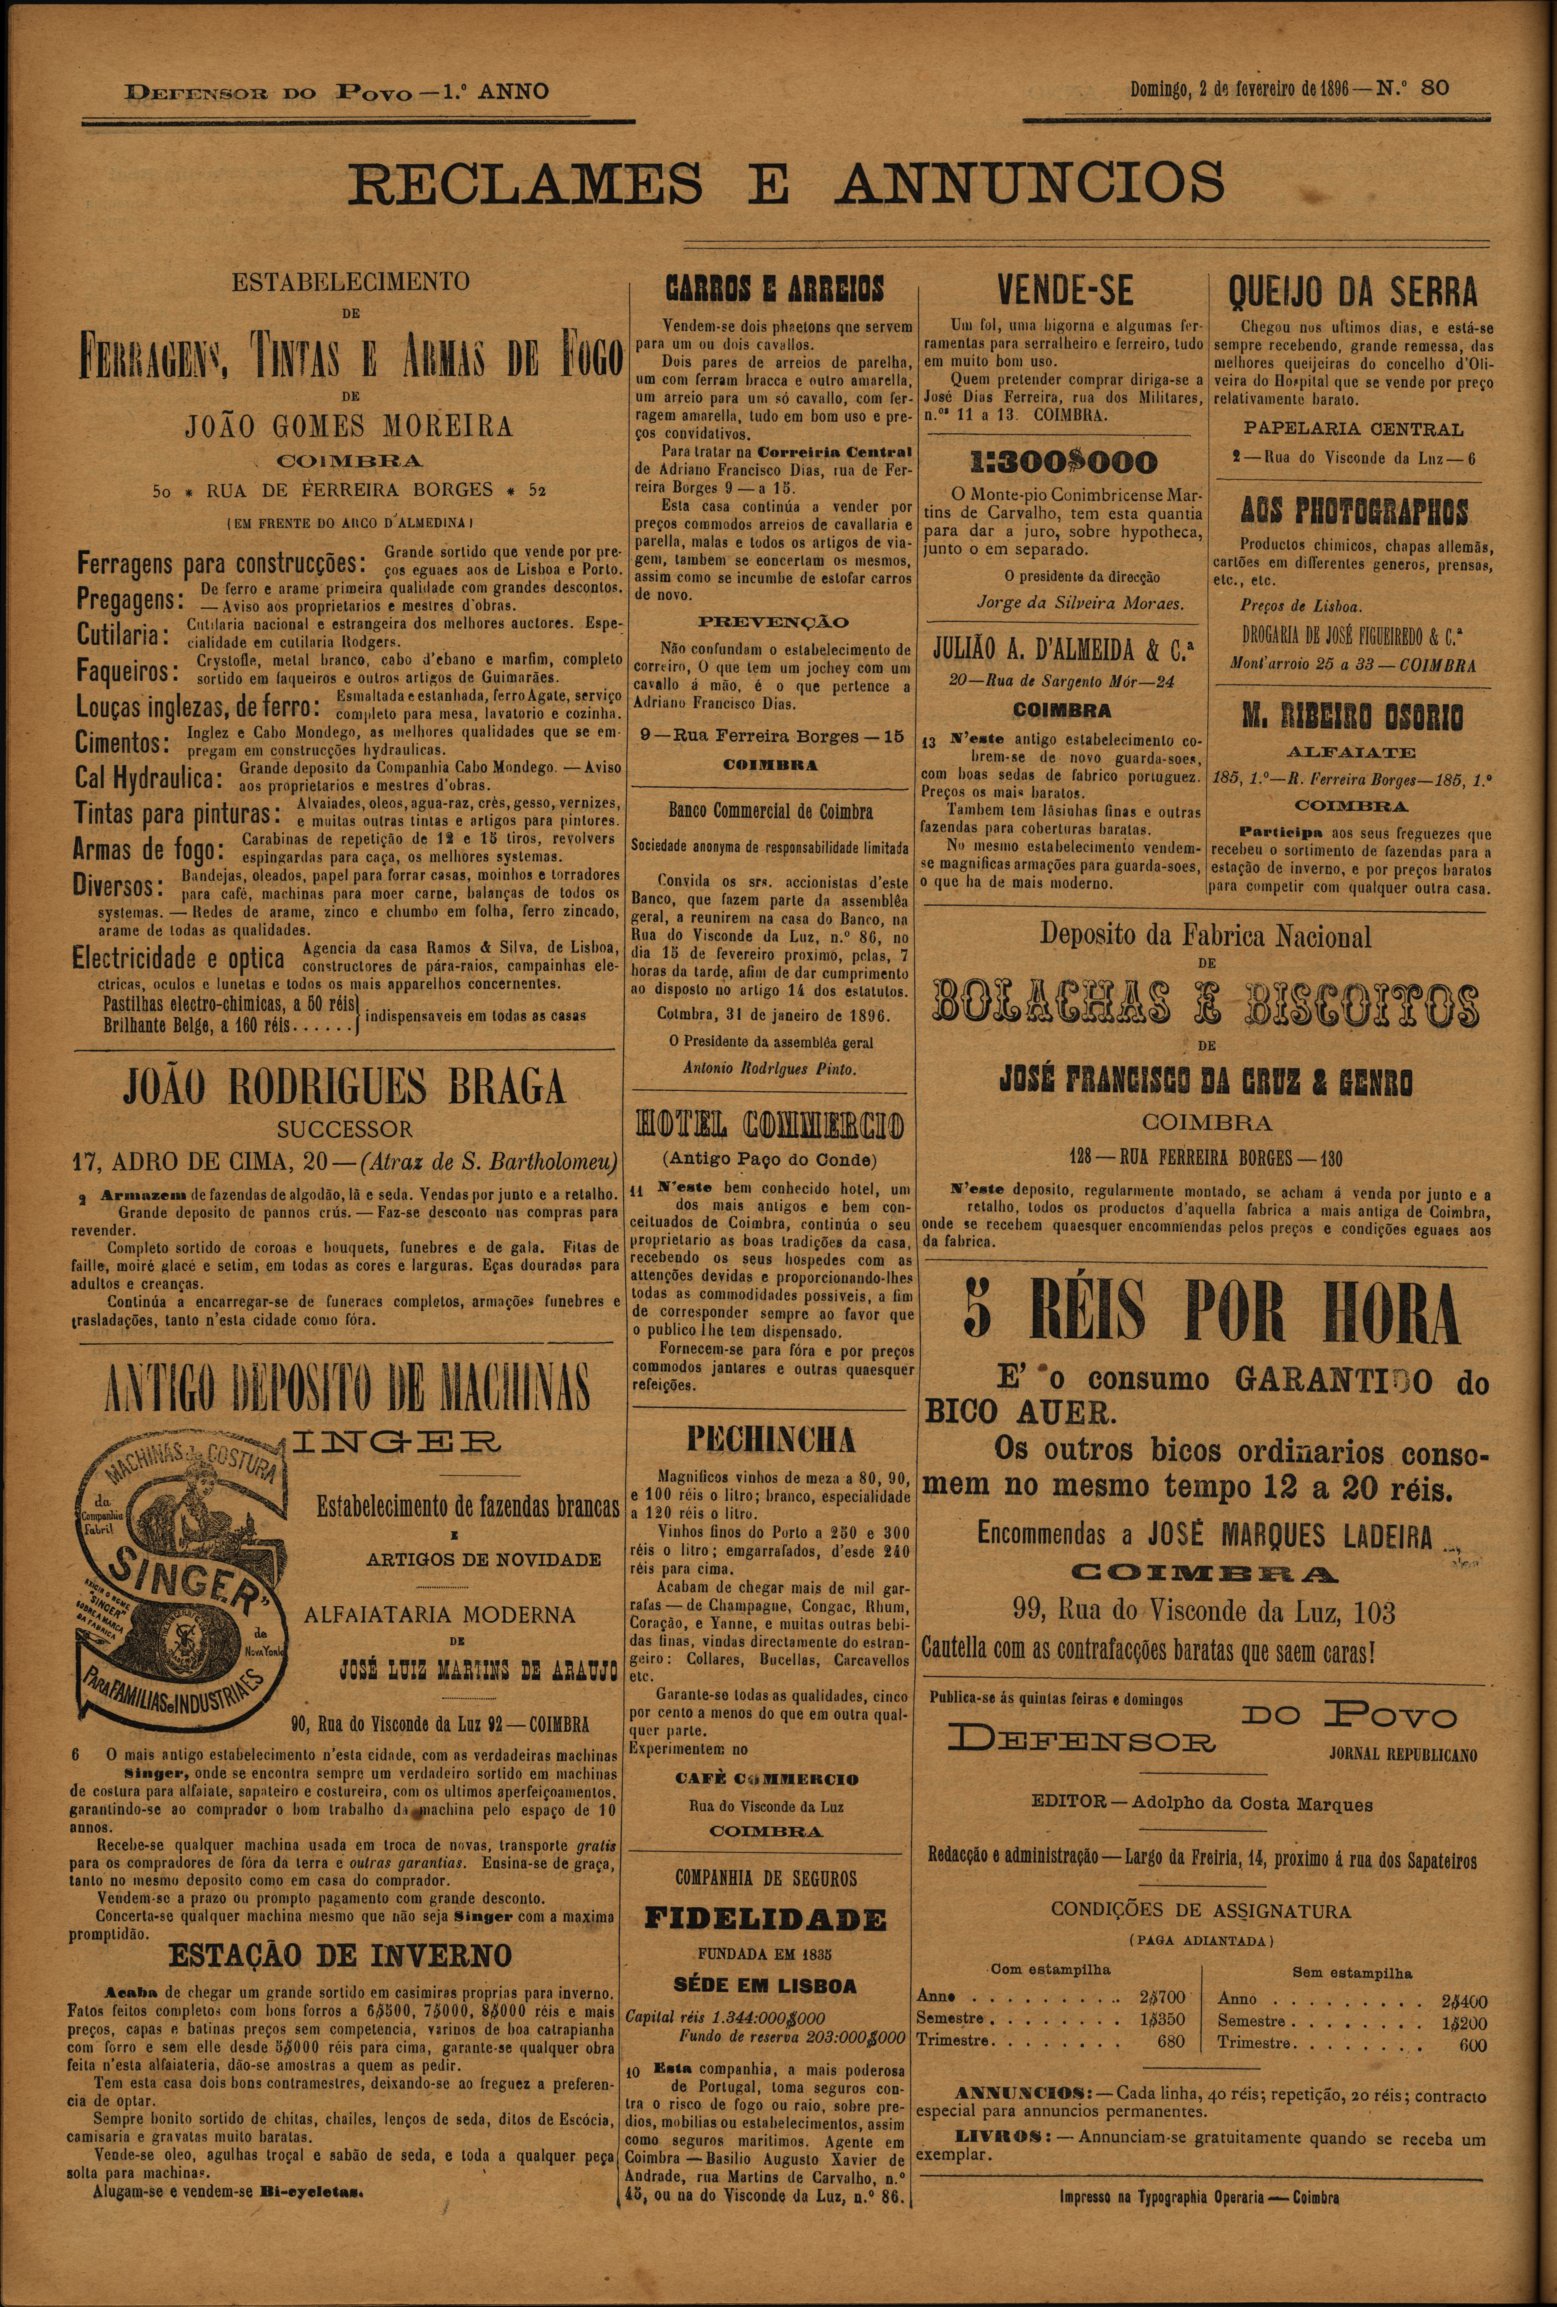 DEFENSOR DO POVO — 1.º ANNO
Domingo, 2 de fevereiro de 1896 — N.º 80
RECLAMES E ANNUNCIOS
ESTABELECIMENTO
DE
FERRAGENS, TINTAS E ARMAS DE FOGO
DE
JOÃO GOMES MOREIRA
COIMBRA
50 * RUA DE FERREIRA BORGES * 52
(EM FRENTE DO ARCO D'ALMEDINA)
Ferragens para construcções: Grande sortido que vende por pre-
ços eguaes aos de Lisboa e Porto.
Pregagens: De ferro e arame primeira qualidade com grandes descontos.
— Aviso aos proprietarios e mestres d'obras.
Cutilaria: Cutilaria nacional e estrangeira dos melhores auctores. Espe-
cialidade em cutilaria Rodgers.
Faqueiros: Crystofle, metal branco, cabo d'ebano e marfim, completo
sortido em faqueiros e outros artigos de Guimarães.
Louças inglezas, de ferro: Esmaltada e estanhada, ferro Agate, serviço
completo para mesa, lavatorio e cozinha.
Cimentos: Inglez e Cabo Mondego, as melhores qualidades que se em-
pregam em construcções hydraulicas.
Cal Hydraulica: Grande deposito da Companhia Cabo Mondego. — Aviso
aos proprietarios e mestres d'obras.
Tintas para pinturas: Alvaiades, oleos, agua-raz, crés, gesso, vernizes,
e muitas outras tintas e artigos para pintores.
Armas de fogo: Carabinas de repetição de 12 e 15 tiros, revolvers
espingardas para caça, os melhores systemas.
Diversos: Bandejas, oleados, papel para forrar casas, moinhos e torradores
para café, machinas para moer carne, balanças de todos os
systemas. — Redes de arame, zinco e chumbo em folha, ferro zincado,
arame de todas as qualidades.
Electricidade e optica Agencia da casa Ramos & Silva, de Lisboa,
constructores de pára-raios, campainhas ele-
ctricas, oculos e lunetas e todos os mais apparelhos concernentes.
Pastilhas electro-chimicas, a 50 réis
Brilhante Belge, a 160 réis......
} indispensaveis em todas as casas
JOÃO RODRIGUES BRAGA
SUCCESSOR
17, ADRO DE CIMA, 20 — (Atraz de S. Bartholomeu)
2 Armazem de fazendas de algodão, lã e seda. Vendas por junto e a retalho.
Grande deposito de pannos crús. — Faz-se desconto nas compras para
revender.
Completo sortido de coroas e bouquets, funebres e de gala. Fitas de
faille, moiré glacé e setim, em todas as cores e larguras. Eças douradas para
adultos e creanças.
Continúa a encarregar-se de funeraes completos, armações funebres e
trasladações, tanto n'esta cidade como fóra.
ANTIGO DEPOSITO DE MACHINAS
INGER
MACHINAS de COSTURA
da
Companhia
Fabril
SINGER"
EXIGIR O NOME
"SINGER"
SOBRE A MARCA
DA FABRICA
de
Nova York
PARA FAMILIAS e INDUSTRIAES
Estabelecimento de fazendas brancas
E
ARTIGOS DE NOVIDADE
ALFAIATARIA MODERNA
DE
JOSÉ LUIZ MARTINS DE ARAUJO
90, Rua do Visconde da Luz 92 — COIMBRA
6 O mais antigo estabelecimento n'esta cidade, com as verdadeiras machinas
Singer, onde se encontra sempre um verdadeiro sortido em machinas
de costura para alfaiate, sapateiro e costureira, com os ultimos aperfeiçoamentos,
garantindo-se ao comprador o bom trabalho da machina pelo espaço de 10
annos.
Recebe-se qualquer machina usada em troca de novas, transporte gratis
para os compradores de fóra da terra e outras garantias. Ensina-se de graça,
tanto no mesmo deposito como em casa do comprador.
Vendem-se a prazo ou prompto pagamento com grande desconto.
Concerta-se qualquer machina mesmo que não seja Singer com a maxima
promptidão.
ESTAÇÃO DE INVERNO
Acaba de chegar um grande sortido em casimiras proprias para inverno.
Fatos feitos completos com bons forros a 6$500, 7$000, 8$000 réis e mais
preços, capas e batinas preços sem competencia, varinos de boa catrapianha
com forro e sem elle desde 5$000 réis para cima, garante-se qualquer obra
feita n'esta alfaiateria, dão-se amostras a quem as pedir.
Tem esta casa dois bons contramestres, deixando-se ao freguez a preferen-
cia de optar.
Sempre bonito sortido de chitas, chailes, lenços de seda, ditos de Escócia,
camisaria e gravatas muito baratas.
Vende-se oleo, agulhas troçal e sabão de seda, e toda a qualquer peça
solta para machinas.
Alugam-se e vendem-se Bi-cycletas.
CARROS E ARREIOS
Vendem-se dois phaetons qne servem
para um ou dois cavallos.
Dois pares de arreios de parelha,
um com ferram bracca e outro amarella,
um arreio para um só cavallo, com fer-
ragem amarella, tudo em bom uso e pre-
ços convidativos.
Para tratar na Correiria Central
de Adriano Francisco Dias, rua de Fer-
reira Borges 9 — a 15.
Esta casa continúa a vender por
preços commodos arreios de cavallaria e
parella, malas e todos os artigos de via-
gem, tambem se eoncertam os mesmos,
assim como se incumbe de estofar carros
de novo.
PREVENÇÃO
Não confundam o estabelecimento de
correiro, O que tem um jochey com um
cavallo á mão, é o que pertence a
Adriano Francisco Dias.
9 — Rua Ferreira Borges — 15
COIMBRA
Banco Commercial de Coimbra
Sociedade anonyma de responsabilidade limitada
Convida os srs. accionistas d'este
Banco, que fazem parte da assemblêa
geral, a reunirem na casa do Banco, na
Rua do Visconde da Luz, n.º 86, no
dia 15 de fevereiro proximo, pelas, 7
horas da tarde, afim de dar cumprimento
ao disposto no artigo 14 dos estatutos.
Coimbra, 31 de janeiro de 1896.
O Presidente da assemblêa geral
Antonio Rodrigues Pinto.
HOTEL COMMERCIO
(Antigo Paço do Conde)
11 N'este bem conhecido hotel, um
dos mais antigos e bem con-
ceituados de Coimbra, continúa o seu
proprietario as boas tradições da casa,
recebendo os seus hospedes com as
attenções devidas e proporcionando-lhes
todas as commodidades possiveis, a fim
de corresponder sempre ao favor que
o publico lhe tem dispensado.
Fornecem-se para fóra e por preços
commodos jantares e outras quaesquer
refeições.
PECHINCHA
Magnificos vinhos de meza a 80, 90,
e 100 réis o litro; branco, especialidade
a 120 réis o litro.
Vinhos finos do Porto a 250 e 300
réis o litro; emgarrafados, d'esde 240
réis para cima.
Acabam de chegar mais de mil gar-
rafas — de Champagne, Congac, Rhum,
Coração, e Yanne, e muitas outras bebi-
das finas, vindas directamente do estran-
geiro: Collares, Bucellas, Carcavellos
etc.
Garante-se todas as qualidades, cinco
por cento a menos do que em outra qual-
quer parte.
Experimentem no
CAFÉ COMMERCIO
Rua do Visconde da Luz
COIMBRA
COMPANHIA DE SEGUROS
FIDELIDADE
FUNDADA EM 1835
SÉDE EM LISBOA
Capital réis 1.344:000$000
Fundo de reserva 203:000$000
10 Esta companhia, a mais poderosa
de Portugal, toma seguros con-
tra o risco de fogo ou raio, sobre pre-
dios, mobilias ou estabelecimentos, assim
como seguros maritimos. Agente em
Coimbra — Basilio Augusto Xavier de
Andrade, rua Martins de Carvalho, n.º
45, ou na do Visconde da Luz, n.º 86.
VENDE-SE
Um fol, uma bigorna e algumas fer-
ramentas para serralheiro e ferreiro, tudo
em muito bom uso.
Quem pretender comprar diriga-se a
José Dias Ferreira, rua dos Militares,
n.os 11 a 13. COIMBRA.
1:300$000
O Monte-pio Conimbricense Mar-
tins de Carvalho, tem esta quantia
para dar a juro, sobre hypotheca,
junto o em separado.
O presidente da direcção
Jorge da Silveira Moraes.
JULIÃO A. D'ALMEIDA & C.ª
20—Rua de Sargento Mór—24
COIMBRA
13 N'este antigo estabelecimento co-
brem-se de novo guarda-soes,
com boas sedas de fabrico portuguez.
Preços os mais baratos.
Tambem tem lãsinhas finas e outras
fazendas para coberturas baratas.
No mesmo estabelecimento vendem-
se magnificas armações para guarda-soes,
o que ha de mais moderno.
QUEIJO DA SERRA
Chegou nos ultimos dias, e está-se
sempre recebendo, grande remessa, das
melhores queijeiras do concelho d'Oli-
veira do Hospital que se vende por preço
relativamente barato.
PAPELARIA CENTRAL
2 — Rua do Visconde da Luz — 6
AOS PHOTOGRAPHOS
Productos chimicos, chapas allemãs,
cartões em differentes generos, prensas,
etc., etc.
Preços de Lisboa.
DROGARIA DE JOSÉ FIGUEIREDO & C.ª
Mont'arroio 25 a 33 — COIMBRA
M. RIBEIRO OSORIO
ALFAIATE
185, 1.º—R. Ferreira Borges—185, 1.º
COIMBRA
Participa aos seus freguezes que
recebeu o sortimento de fazendas para a
estação de inverno, e por preços baratos
para competir com qualquer outra casa.
Deposito da Fabrica Nacional
DE
BOLACHAS E BISCOITOS
DE
JOSÉ FRANCISCO DA CRUZ & GENRO
COIMBRA
128 — RUA FERREIRA BORGES — 130
N'este deposito, regularmente montado, se acham á venda por junto e a
retalho, todos os productos d'aquella fabrica a mais antiga de Coimbra,
onde se recebem quaesquer encommendas pelos preços e condições eguaes aos
da fabrica.
5 RÉIS POR HORA
E' o consumo GARANTIDO do
BICO AUER.
Os outros bicos ordinarios conso-
mem no mesmo tempo 12 a 20 réis.
Encommendas a JOSÉ MARQUES LADEIRA
COIMBRA
99, Rua do Visconde da Luz, 103
Cautella com as contrafacções baratas que saem caras!
Publica-se ás quintas feiras e domingos
DEFENSOR DO POVO
JORNAL REPUBLICANO
EDITOR — Adolpho da Costa Marques
Redacção e administração — Largo da Freiria, 14, proximo á rua dos Sapateiros
CONDIÇÕES DE ASSIGNATURA
(PAGA ADIANTADA)
Com estampilha
Anno . . . . . . . . . . 2$700
Semestre . . . . . . . . 1$350
Trimestre. . . . . . . . 680
Sem estampilha
Anno . . . . . . . . . 2$400
Semestre . . . . . . . . 1$200
Trimestre. . . . . . . . 600
ANNUNCIOS: — Cada linha, 40 réis; repetição, 20 réis; contracto
especial para annuncios permanentes.
LIVROS: — Annunciam-se gratuitamente quando se receba um
exemplar.
Impresso na Typographia Operaria — Coimbra